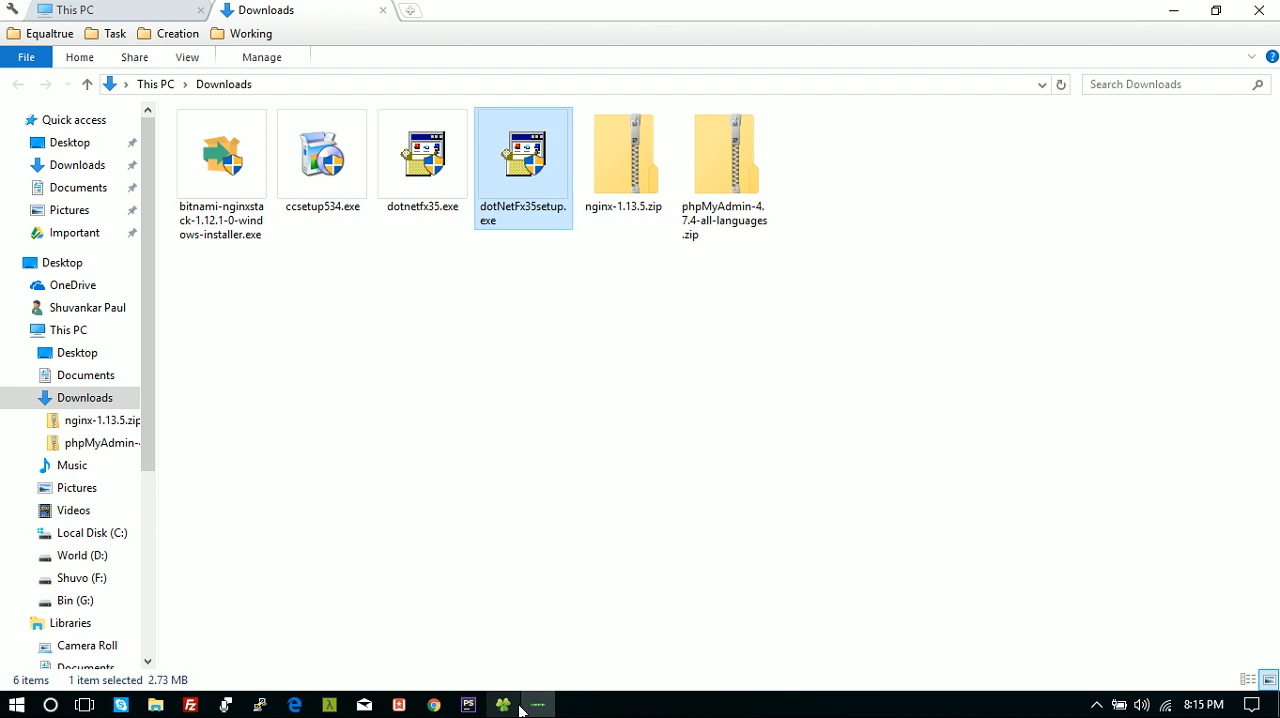 This PC
Downloads
Equaltrue
Task
Creation
Working
File
Home
Share
View
Manage
This PC
Downloads
Search Downloads
Quick access
Desktop
Downloads
Documents
Pictures
Important
Desktop
OneDrive
Shuvankar Paul
This PC
Desktop
Documents
Downloads
nginx-1.13.5.zip
phpMyAdmin-4
Music
Pictures
Videos
Local Disk (C:)
World (D:)
Shuvo (F:)
Bin (G:)
Libraries
Camera Roll
Documents
bitnami-nginxsta
ck-1.12.1-0-wind
ows-installer.exe
ccsetup534.exe
dotnetfx35.exe
dotNetFx35setup.
exe
nginx-1.13.5.zip
phpMyAdmin-4.
7.4-all-languages
.zip
6 items
1 item selected 2.73 MB
8:15 PM